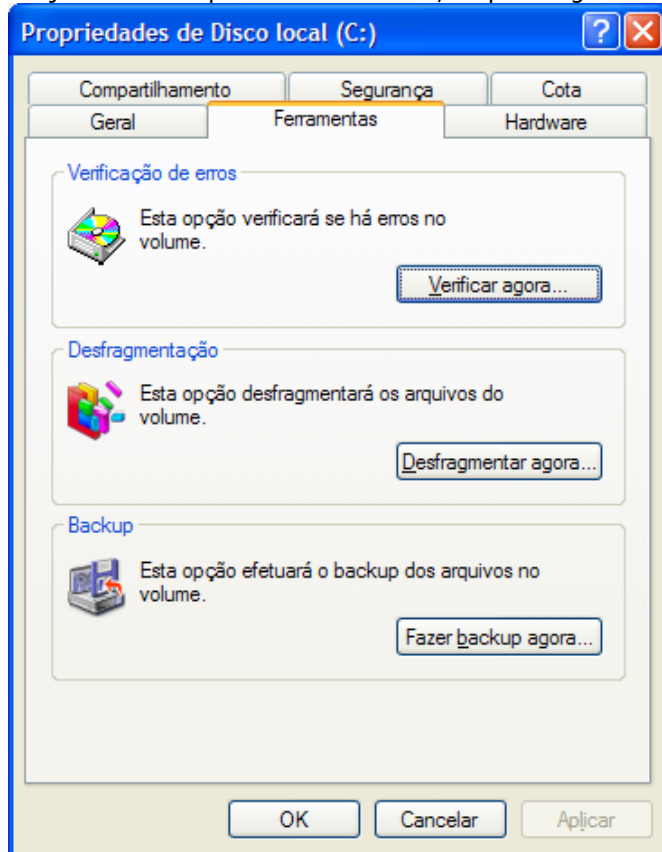 Propriedades de Disco local (C:)
Compartilhamento Segurança Cota
Geral Ferramentas Hardware
Verificação de erros
Esta opção verificará se há erros no
volume.
Verificar agora...
Desfragmentação
Esta opção desfragmentará os arquivos do
volume.
Desfragmentar agora...
Backup
Esta opção efetuará o backup dos arquivos no
volume.
Fazer backup agora...
OK Cancelar Aplicar